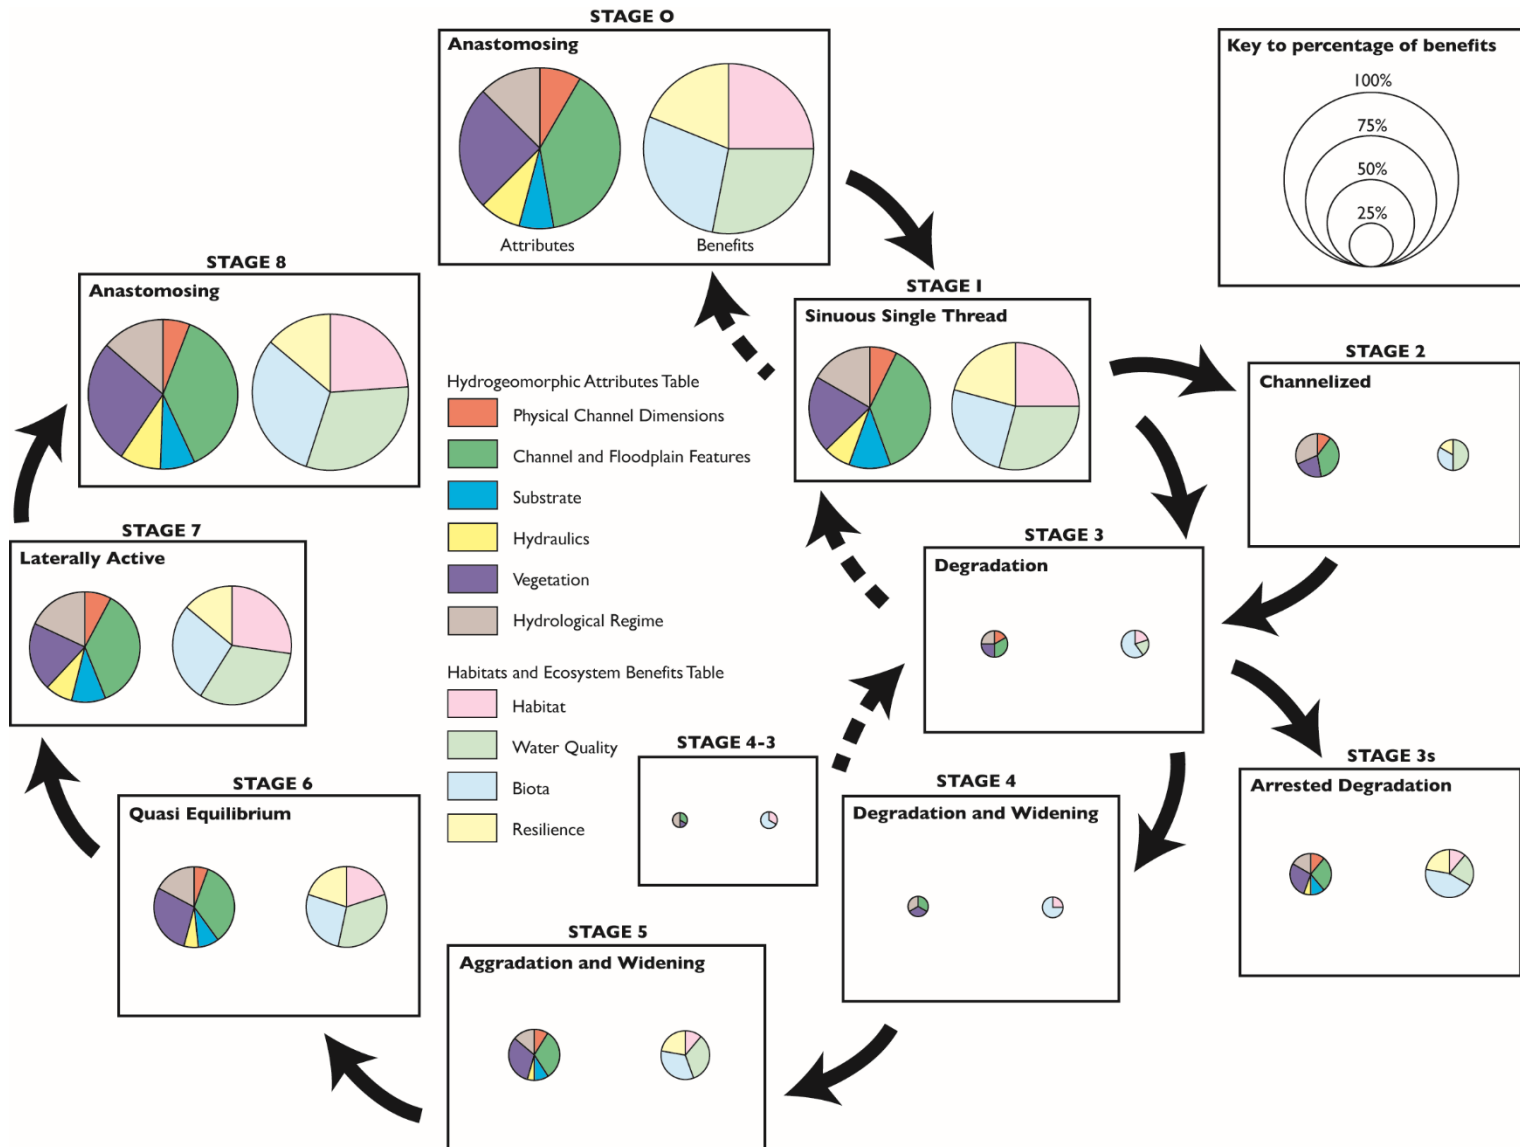 STAGE O
Anastomosing
Attributes
Benefits
Key to percentage of benefits
100%
75%
50%
25%
STAGE 8
Anastomosing
STAGE I
Sinuous Single Thread
STAGE 2
Channelized
Hydrogeomorphic Attributes Table
Physical Channel Dimensions
Channel and Floodplain Features
Substrate
Hydraulics
Vegetation
Hydrological Regime
Habitats and Ecosystem Benefits Table
Habitat
Water Quality
Biota
Resilience
STAGE 7
Laterally Active
STAGE 3
Degradation
STAGE 4-3
STAGE 3s
Arrested Degradation
STAGE 4
Degradation and Widening
STAGE 6
Quasi Equilibrium
STAGE 5
Aggradation and Widening